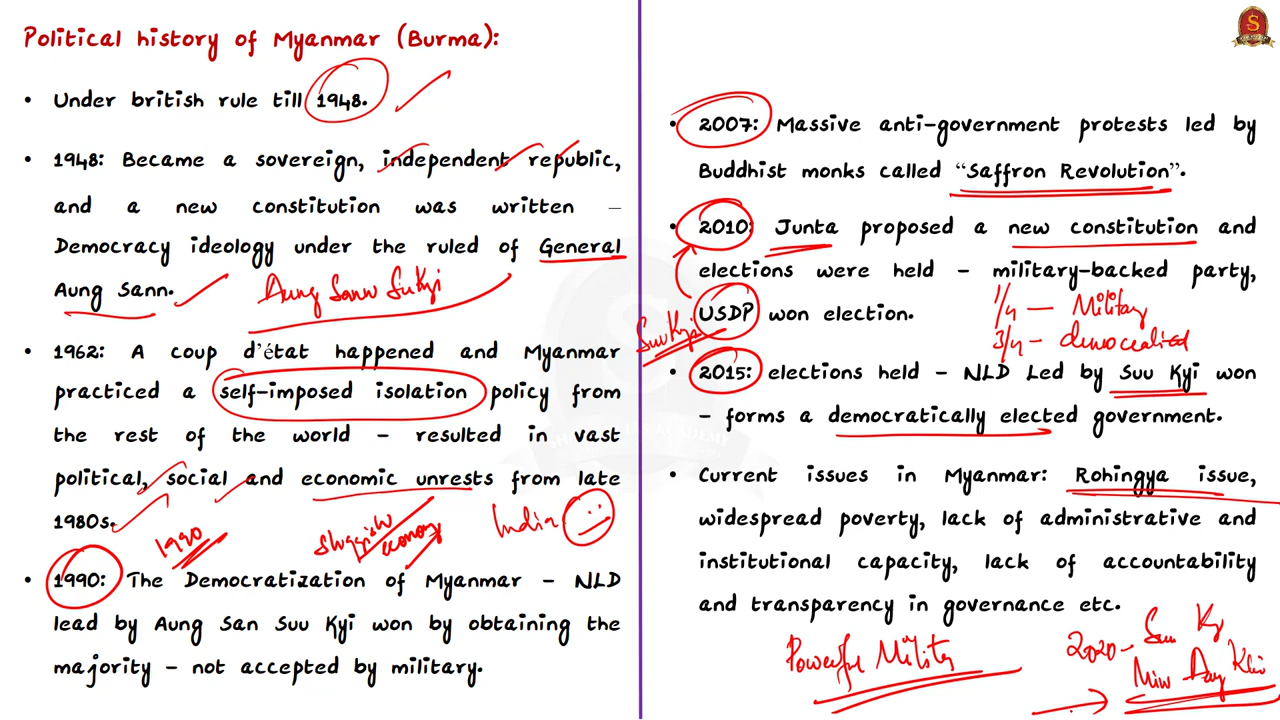 Political history of Myanmar (Burma):
• Under british rule till 1948.
• 1948: Became a sovereign, independent republic,
and a new constitution was written –
Democracy ideology under the ruled of General
Aung Sann.
Aung Sann Su Kyi
• 1962: A coup d'état happened and Myanmar
practiced a self-imposed isolation policy from
the rest of the world – resulted in vast
political, social and economic unrests from late
1980s.
1990
Sluggish
economy
India
• 1990: The Democratization of Myanmar – NLD
lead by Aung San Suu Kyi won by obtaining the
majority – not accepted by military.
• 2007: Massive anti-government protests led by
Buddhist monks called “Saffron Revolution”.
• 2010: Junta proposed a new constitution and
elections were held – military-backed party,
USDP won election.
1/4 — Military
3/4 –
Suu Kyi
• 2015: elections held – NLD Led by Suu Kyi won
– forms a democratically elected government.
• Current issues in Myanmar: Rohingya issue,
widespread poverty, lack of administrative and
institutional capacity, lack of accountability
and transparency in governance etc.
2020 – Suu Ky
Min